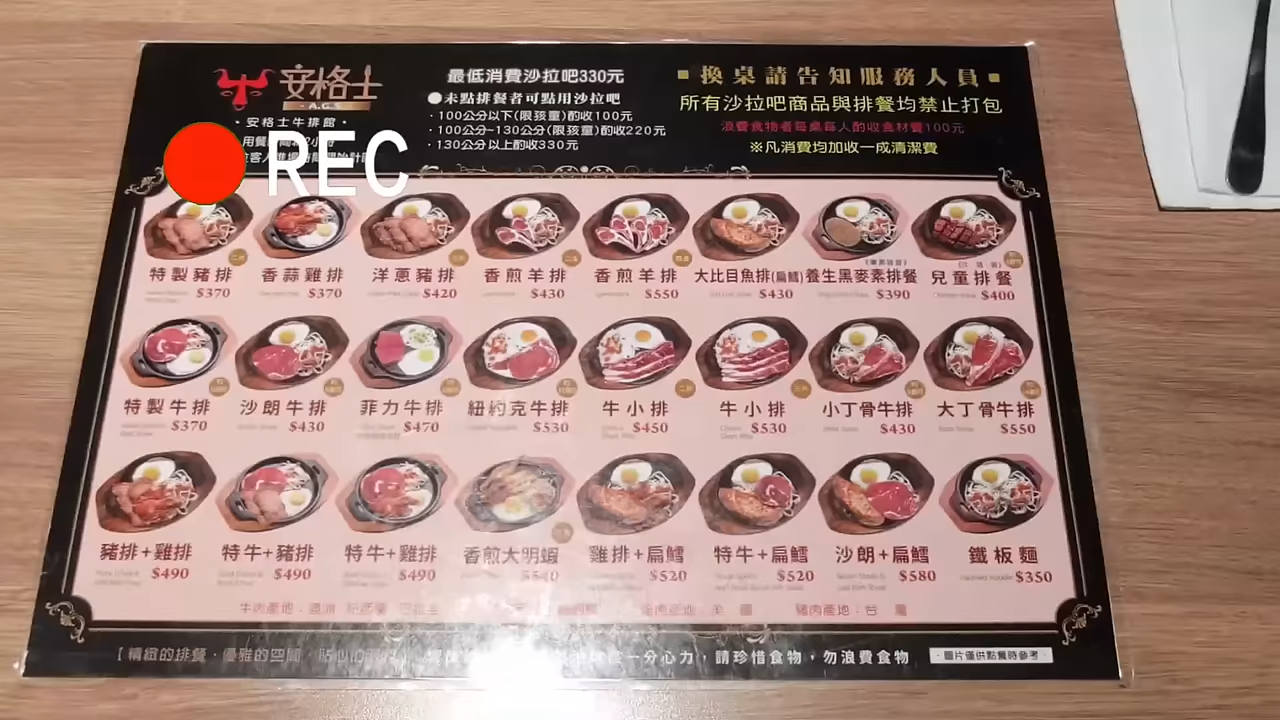 安格士
A.G.S
・安格士牛排館・
REC
最低消費沙拉吧330元
●未點排餐者可點用沙拉吧
・100公分以下(限孩童)酌收100元
・100公分~130公分(限孩童)酌收220元
・130公分以上酌收330元
換桌請告知服務人員
所有沙拉吧商品與排餐均禁止打包
浪費食物者每桌每人酌收食材費100元
※凡消費均加收一成清潔費
特製豬排 香蒜雞排 洋蔥豬排 香煎羊排 香煎羊排 大比目魚排(扁鱈) 養生黑麥素排餐 兒童排餐
$370 $370 $420 $430 $550 $430 $390 $400
特製牛排 沙朗牛排 菲力牛排 紐約克牛排 牛小排 牛小排 小丁骨牛排 大丁骨牛排
$370 $430 $470 $530 $450 $530 $430 $550
豬排+雞排 特牛+豬排 特牛+雞排 香煎大明蝦 雞排+扁鱈 特牛+扁鱈 沙朗+扁鱈 鐵板麵
$490 $490 $490 $540 $520 $520 $580 $350
牛肉產地：澳洲 豬肉產地：台灣
[精緻的排餐・優雅的空間・貼心的 一分心力，請珍惜食物，勿浪費食物
・圖片僅供點餐時參考・